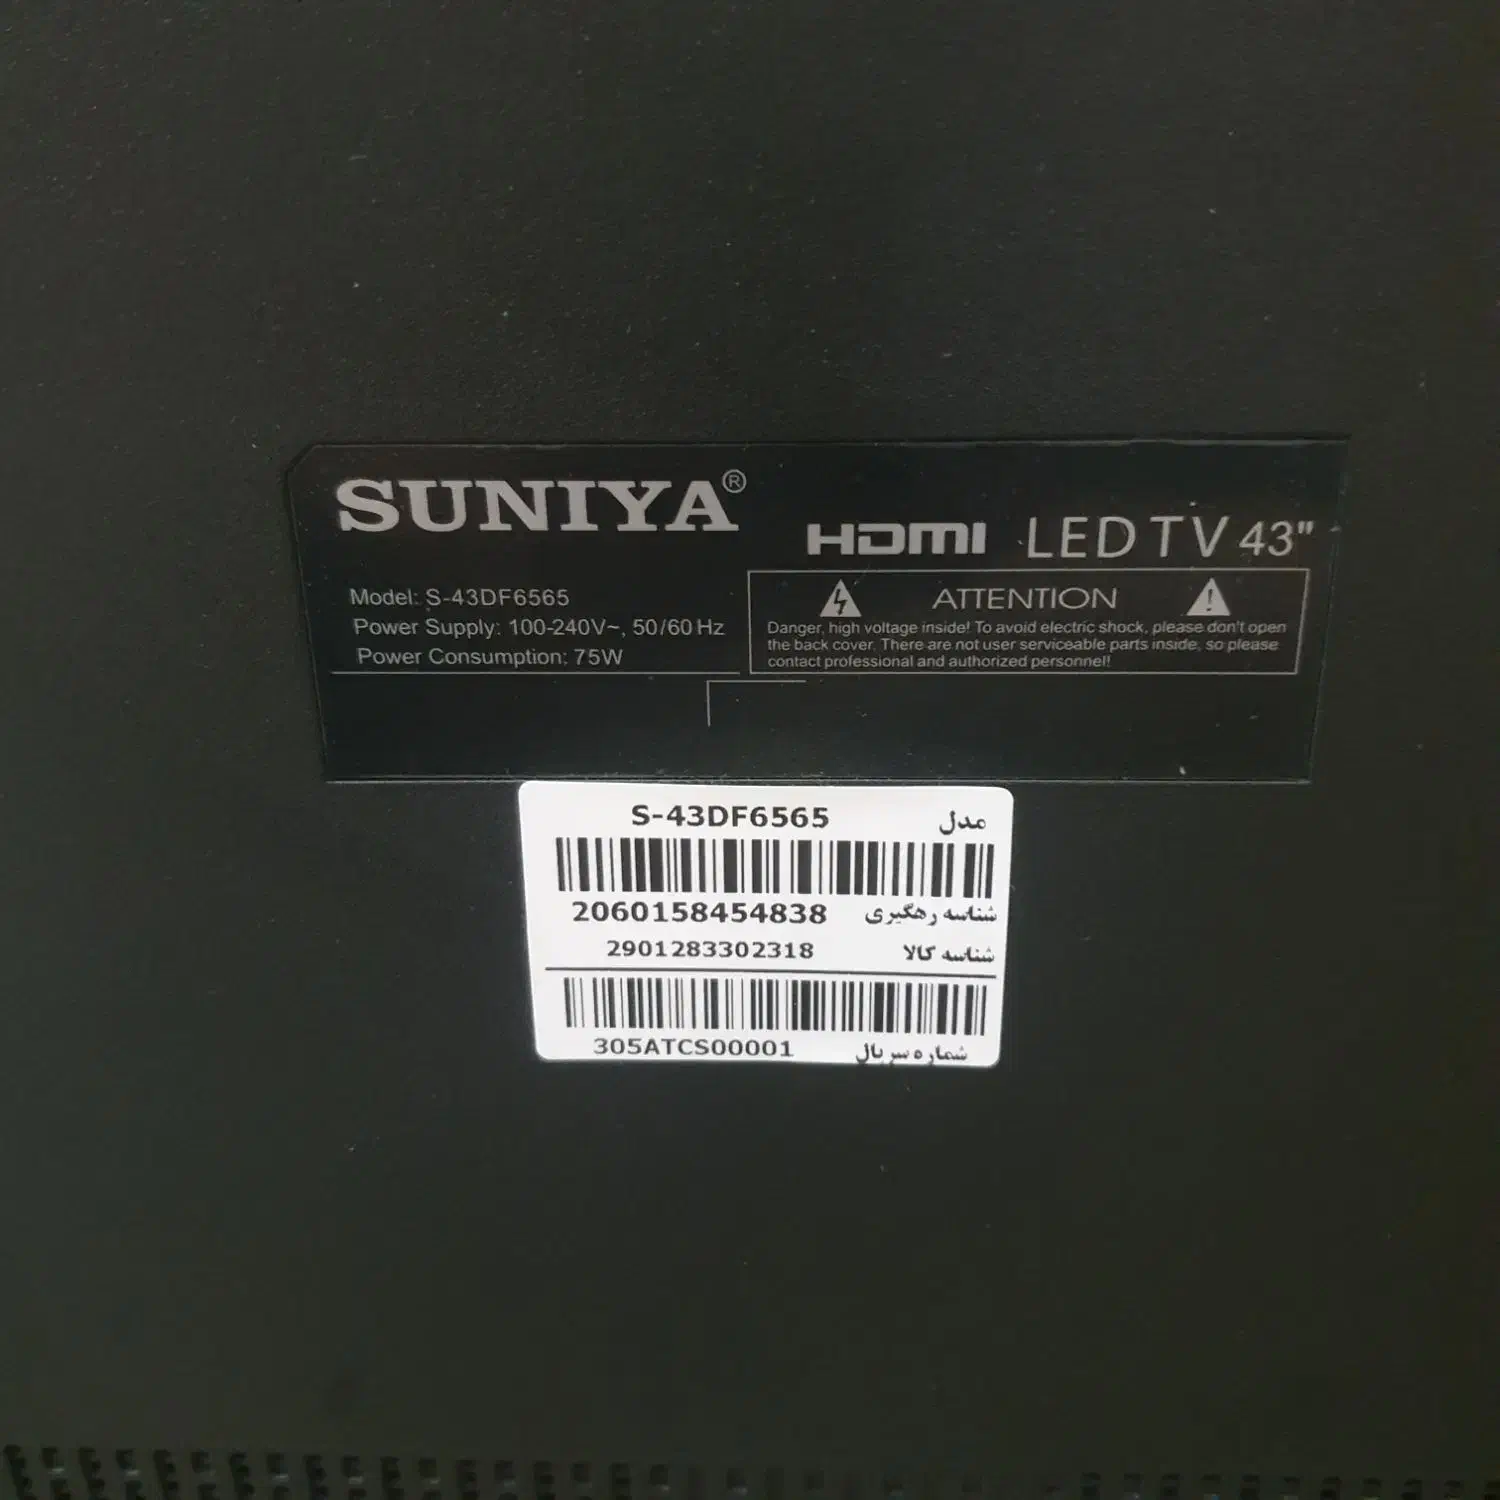 SUNIYA®
HDMI LED TV 43"
Model: S-43DF6565
Power Supply: 100-240V~, 50/60 Hz
Power Consumption: 75W
ATTENTION
Danger, high voltage inside! To avoid electric shock, please don't open
the back cover. There are not user serviceable parts inside, so please
contact professional and authorized personnel!
مدل S-43DF6565
شناسه رهگیری 2060158454838
شناسه کالا 2901283302318
شماره سریال 305ATCS00001